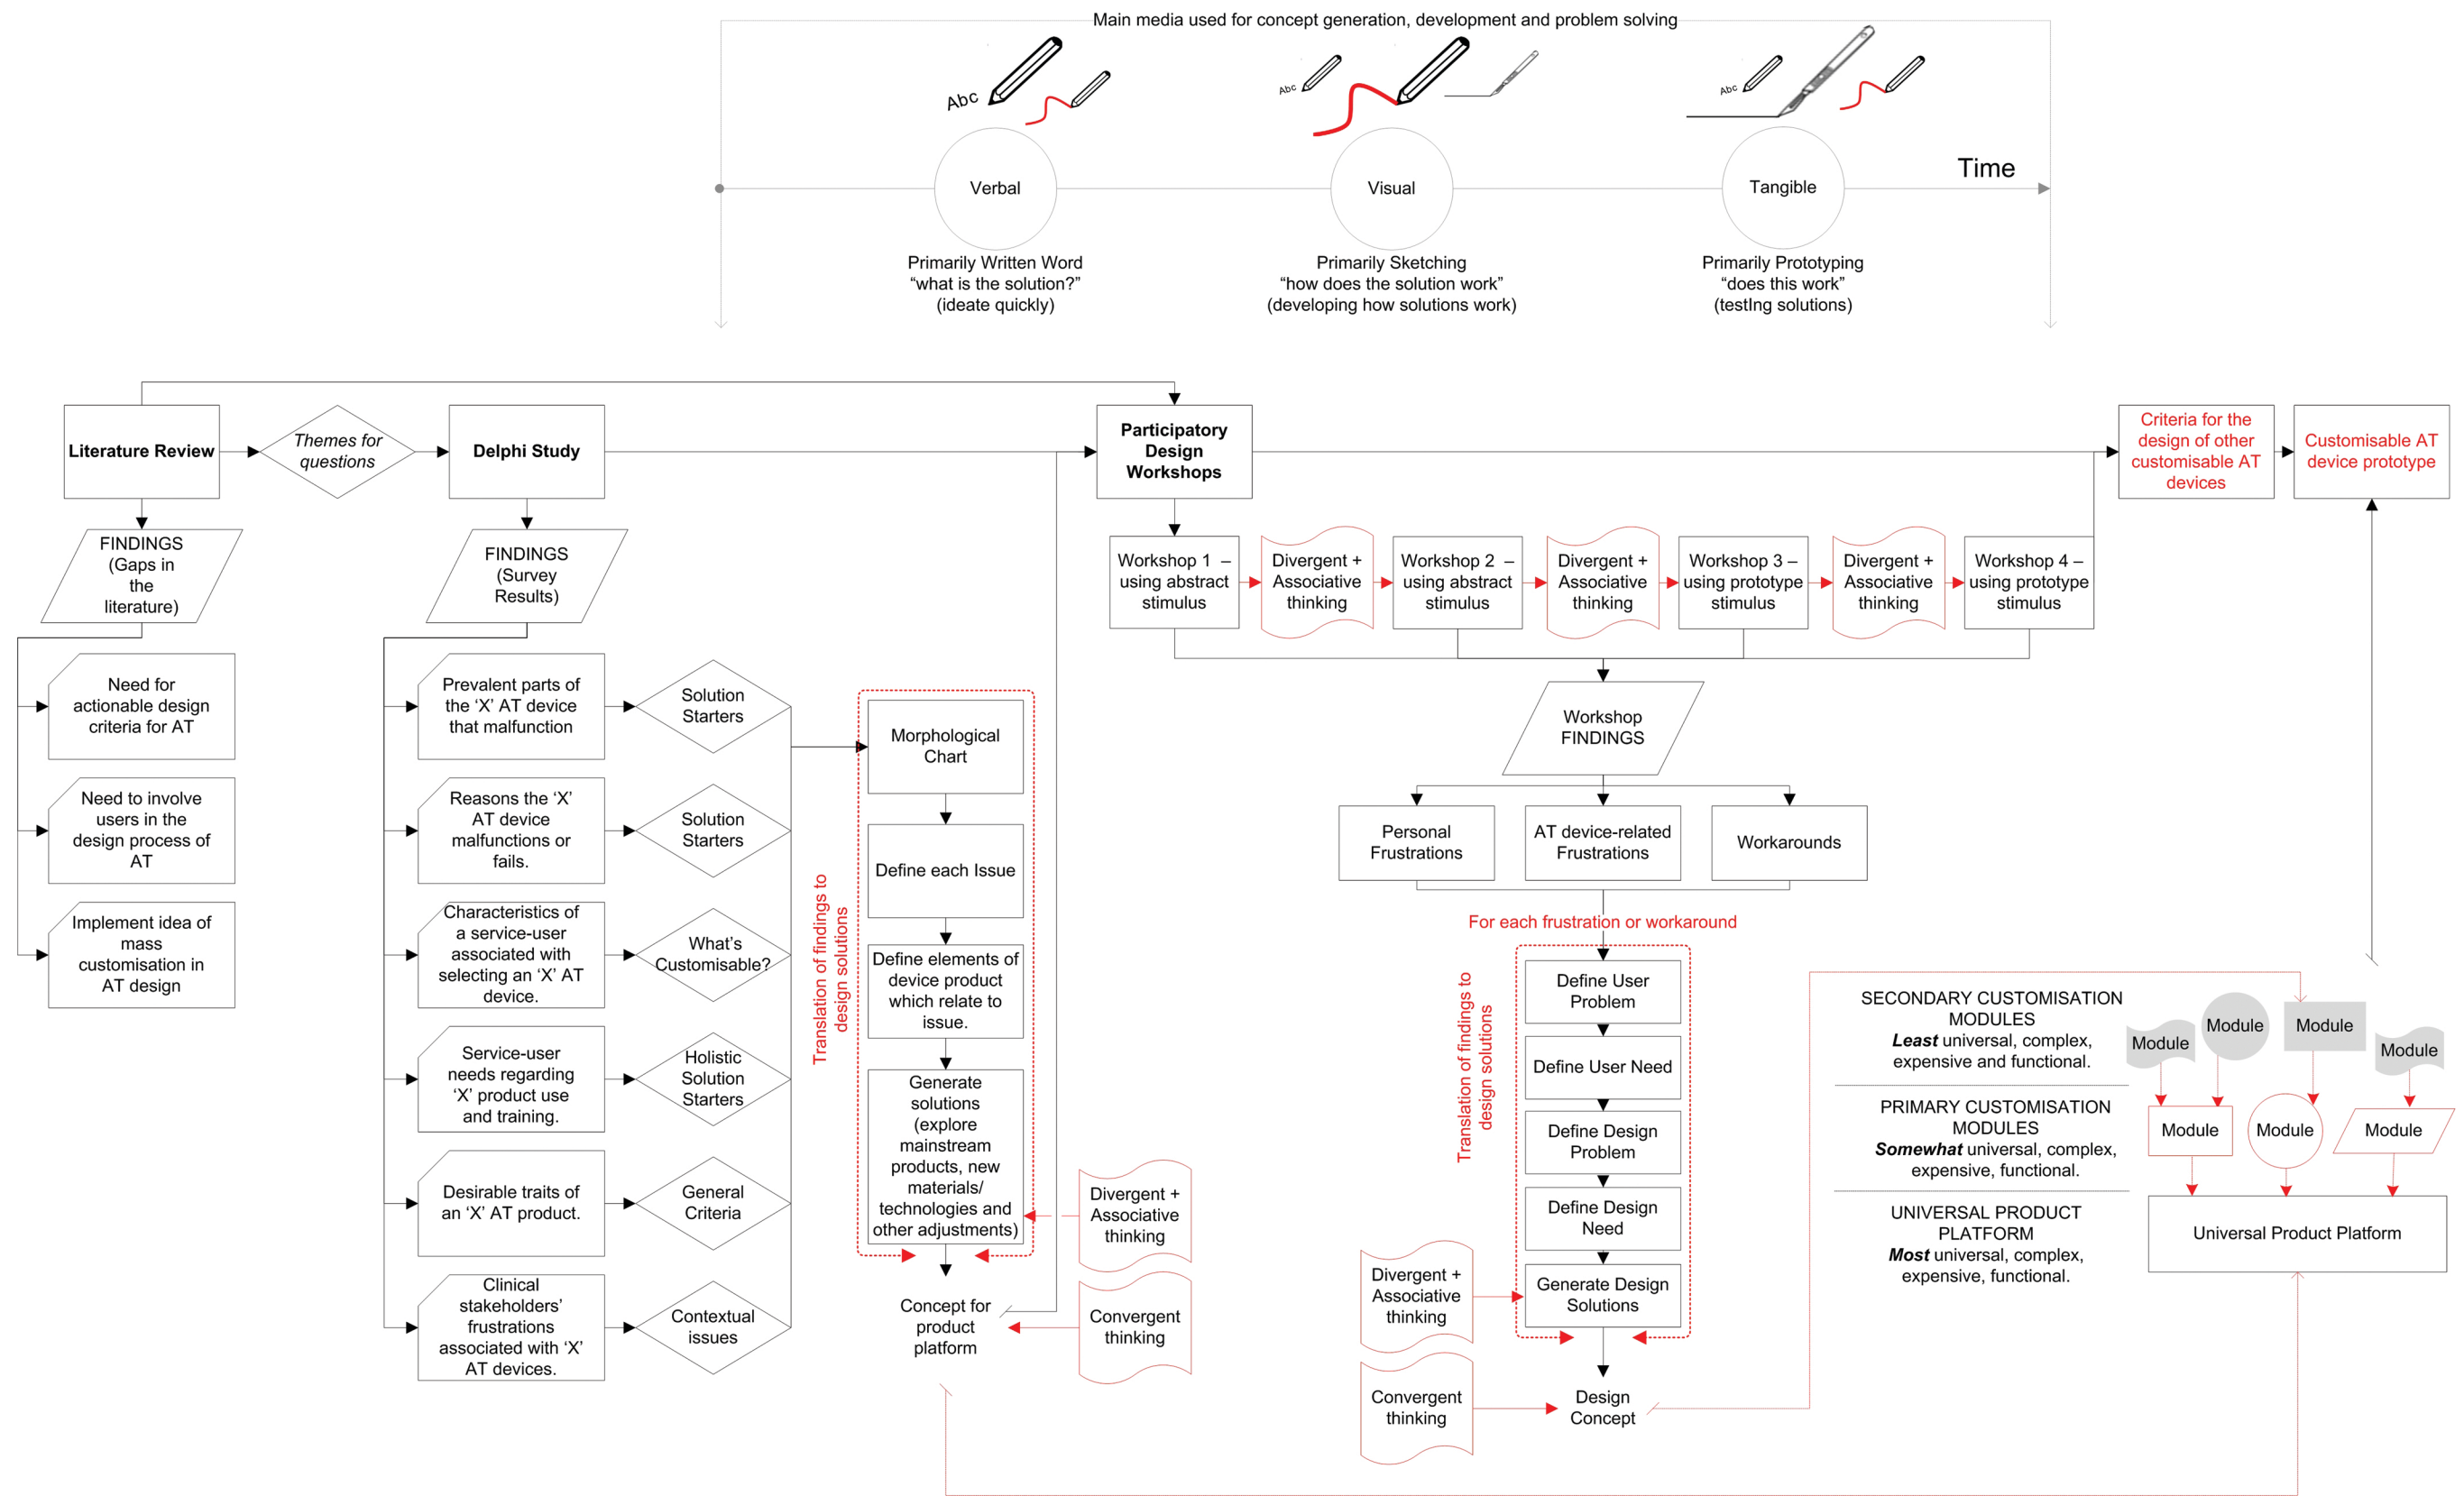 Main media used for concept generation, development and problem solving
Abc
Abc
Abc
Verbal
Visual
Tangible
Time
Primarily Written Word
“what is the solution?”
(ideate quickly)
Primarily Sketching
“how does the solution work”
(developing how solutions work)
Primarily Prototyping
“does this work”
(testIng solutions)
Literature Review
Themes for
questions
Delphi Study
Participatory
Design
Workshops
Criteria for the
design of other
customisable AT
devices
Customisable AT
device prototype
FINDINGS
(Gaps in
the
literature)
Need for
actionable design
criteria for AT
Need to involve
users in the
design process of
AT
Implement idea of
mass
customisation in
AT design
FINDINGS
(Survey
Results)
Prevalent parts of
the ‘X’ AT device
that malfunction
Solution
Starters
Reasons the ‘X’
AT device
malfunctions or
fails.
Solution
Starters
Characteristics of
a service-user
associated with
selecting an ‘X’ AT
device.
What’s
Customisable?
Service-user
needs regarding
‘X’ product use
and training.
Holistic
Solution
Starters
Desirable traits of
an ‘X’ AT product.
General
Criteria
Clinical
stakeholders’
frustrations
associated with ‘X’
AT devices.
Contextual
issues
Translation of findings to
design solutions
Morphological
Chart
Define each Issue
Define elements of
device product
which relate to
issue.
Generate
solutions
(explore
mainstream
products, new
materials/
technologies and
other adjustments)
Divergent +
Associative
thinking
Concept for
product
platform
Convergent
thinking
Workshop 1 –
using abstract
stimulus
Divergent +
Associative
thinking
Workshop 2 –
using abstract
stimulus
Divergent +
Associative
thinking
Workshop 3 –
using prototype
stimulus
Divergent +
Associative
thinking
Workshop 4 –
using prototype
stimulus
Workshop
FINDINGS
Personal
Frustrations
AT device-related
Frustrations
Workarounds
For each frustration or workaround
Translation of findings to
design solutions
Define User
Problem
Define User Need
Define Design
Problem
Define Design
Need
Generate Design
Solutions
Divergent +
Associative
thinking
Convergent
thinking
Design
Concept
SECONDARY CUSTOMISATION
MODULES
Least universal, complex,
expensive and functional.
PRIMARY CUSTOMISATION
MODULES
Somewhat universal, complex,
expensive, functional.
UNIVERSAL PRODUCT
PLATFORM
Most universal, complex,
expensive, functional.
Module
Module
Module
Module
Module
Module
Module
Universal Product Platform